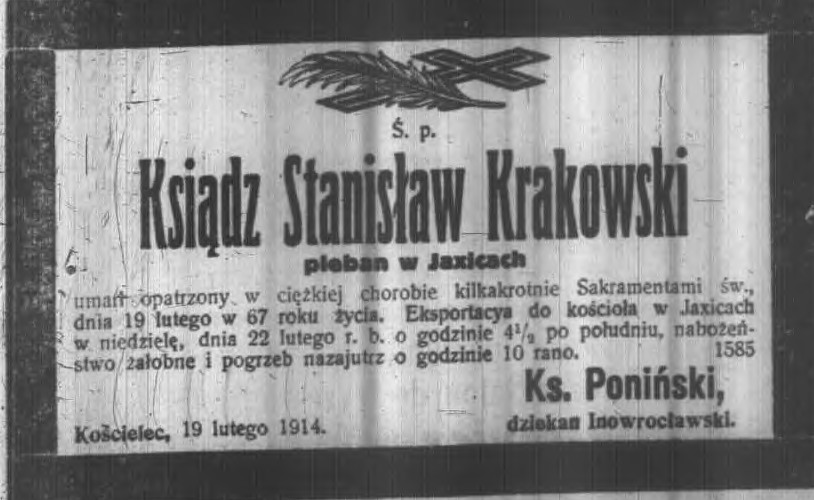 Ś. p.
Ksiądz Stanisław Krakowski
pleban w Jaxicach
umarł opatrzony w ciężkiej chorobie kilkakrotnie Sakramentami św.,
dnia 19 lutego w 67 roku życia. Eksportacya do kościoła w Jaxicach
w niedzielę, dnia 22 lutego r. b. o godzinie 4½ po południu, nabożeń-
stwo żałobne i pogrzeb nazajutrz o godzinie 10 rano. 1585
Ks. Poniński,
dziekan Inowrocławski.
Kościelec, 19 lutego 1914.